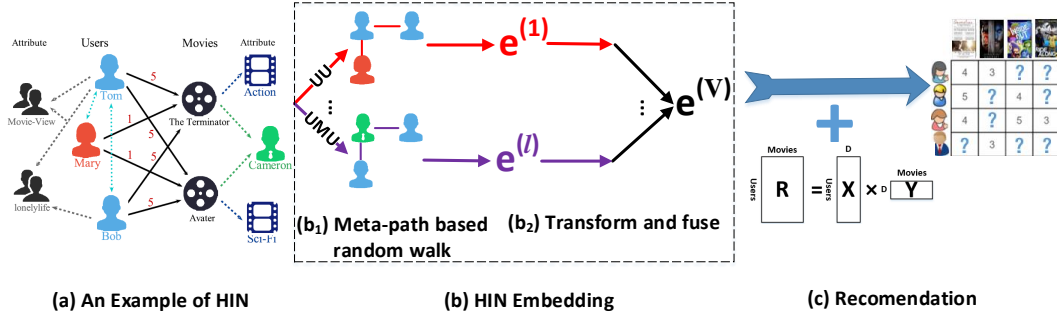 Attribute
Users
Movies
Attribute
5
Tom
Movie-View
5
1
The Terminator
Action
Mary
1
5
Cameron
lonelylife
5
Bob
Avater
Sci-Fi
(a) An Example of HIN
UU
e(1)
...
...
UMU
e(l)
e(V)
(b1) Meta-path based
random walk
(b2) Transform and fuse
(b) HIN Embedding
4 3 ? ?
5 ? 4 ?
4 ? 5 3
? 3 ? ?
+
Movies
D
Movies
Users
R
=
Users
X
×
D
Y
(c) Recomendation